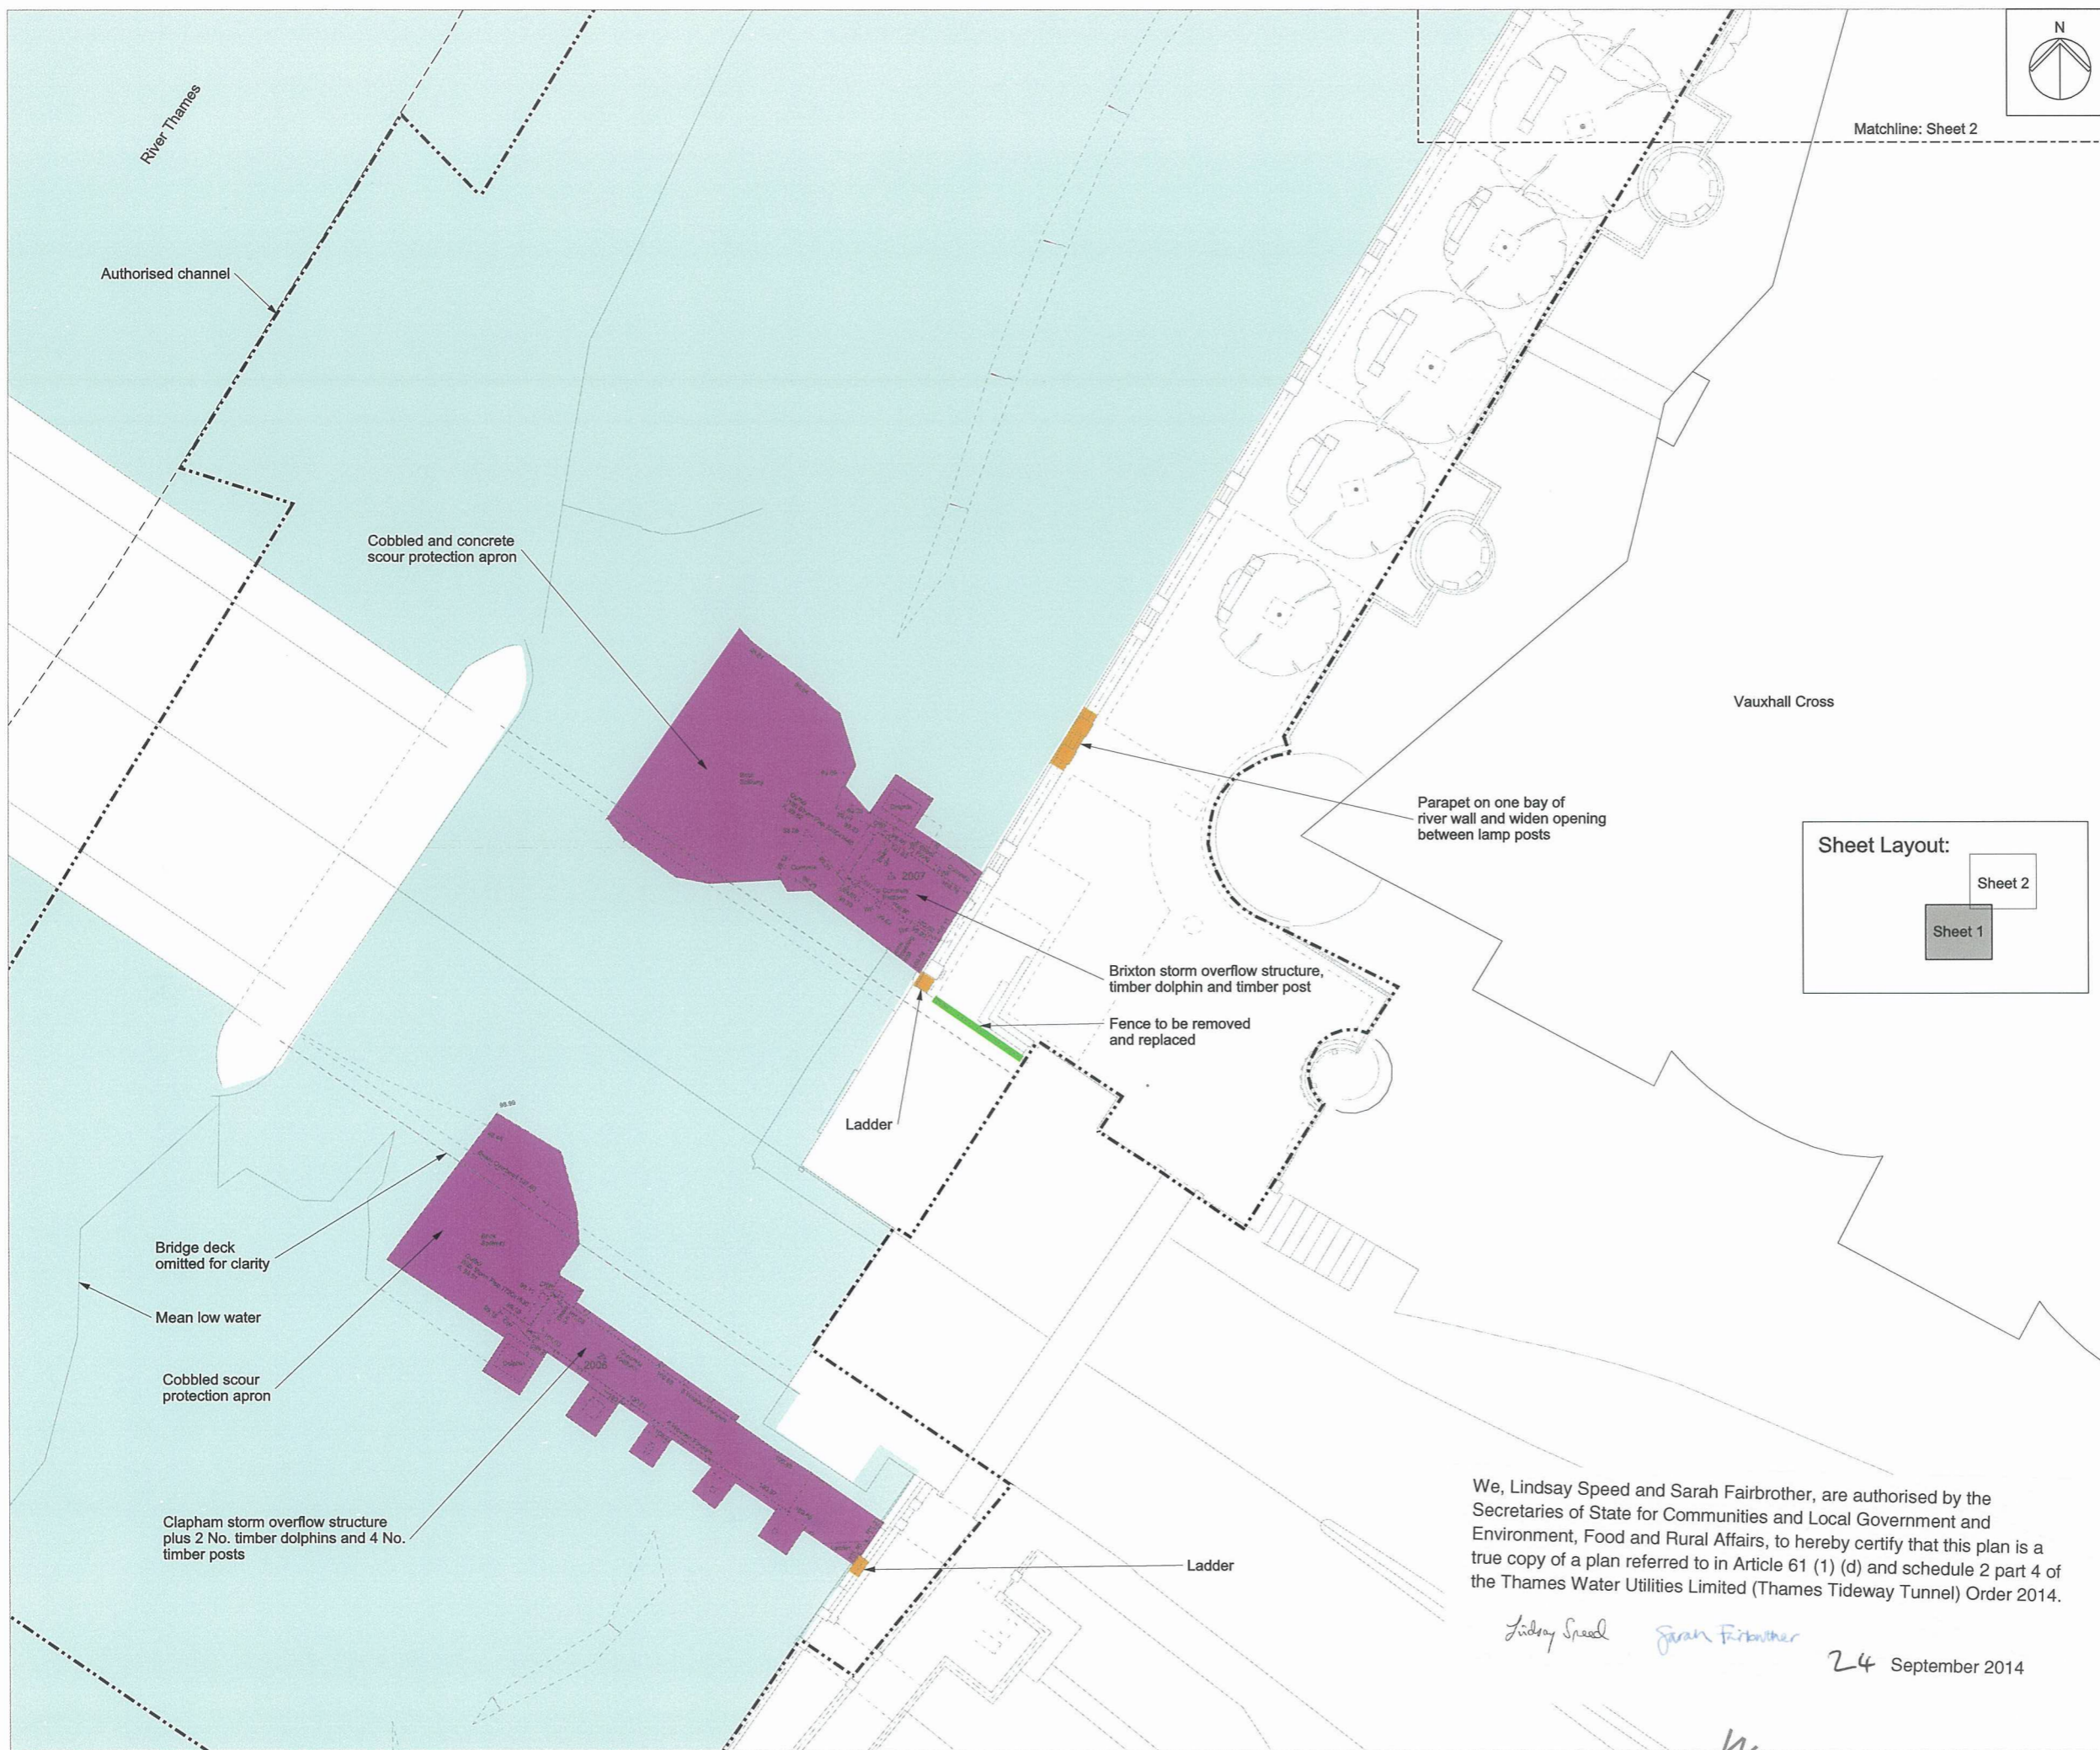 N
River Thames
Matchline: Sheet 2
Authorised channel
Cobbled and concrete
scour protection apron
Vauxhall Cross
Parapet on one bay of
river wall and widen opening
between lamp posts
Sheet Layout:
Sheet 2
Sheet 1
2007
Brixton storm overflow structure,
timber dolphin and timber post
Fence to be removed
and replaced
Ladder
Bridge deck
omitted for clarity
Mean low water
Cobbled scour
protection apron
2006
Clapham storm overflow structure
plus 2 No. timber dolphins and 4 No.
timber posts
Ladder
We, Lindsay Speed and Sarah Fairbrother, are authorised by the
Secretaries of State for Communities and Local Government and
Environment, Food and Rural Affairs, to hereby certify that this plan is a
true copy of a plan referred to in Article 61 (1) (d) and schedule 2 part 4 of
the Thames Water Utilities Limited (Thames Tideway Tunnel) Order 2014.
Lindsay Speed Sarah Fairbrother
24 September 2014